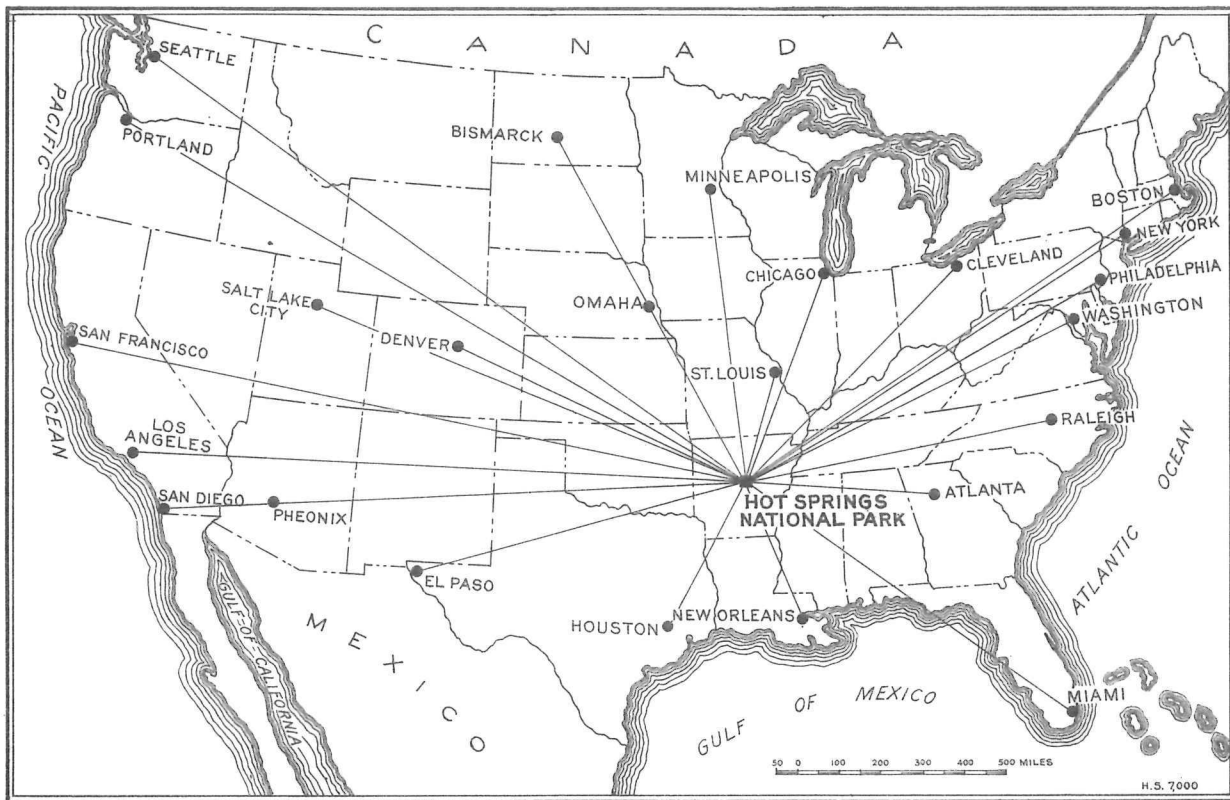 C A N A D A
SEATTLE
PACIFIC
OCEAN
PORTLAND
BISMARCK
MINNEAPOLIS
BOSTON
NEW YORK
CHICAGO
CLEVELAND
PHILADELPHIA
SALT LAKE
CITY
OMAHA
WASHINGTON
SAN FRANCISCO
DENVER
ST. LOUIS
LOS
ANGELES
RALEIGH
SAN DIEGO
PHEONIX
HOT SPRINGS
NATIONAL PARK
ATLANTA
ATLANTIC
OCEAN
EL PASO
GULF-OF-CALIFORNIA
MEXICO
HOUSTON
NEW ORLEANS
MIAMI
GULF OF MEXICO
50 0 100 200 300 400 500 MILES
H.S. 7,000